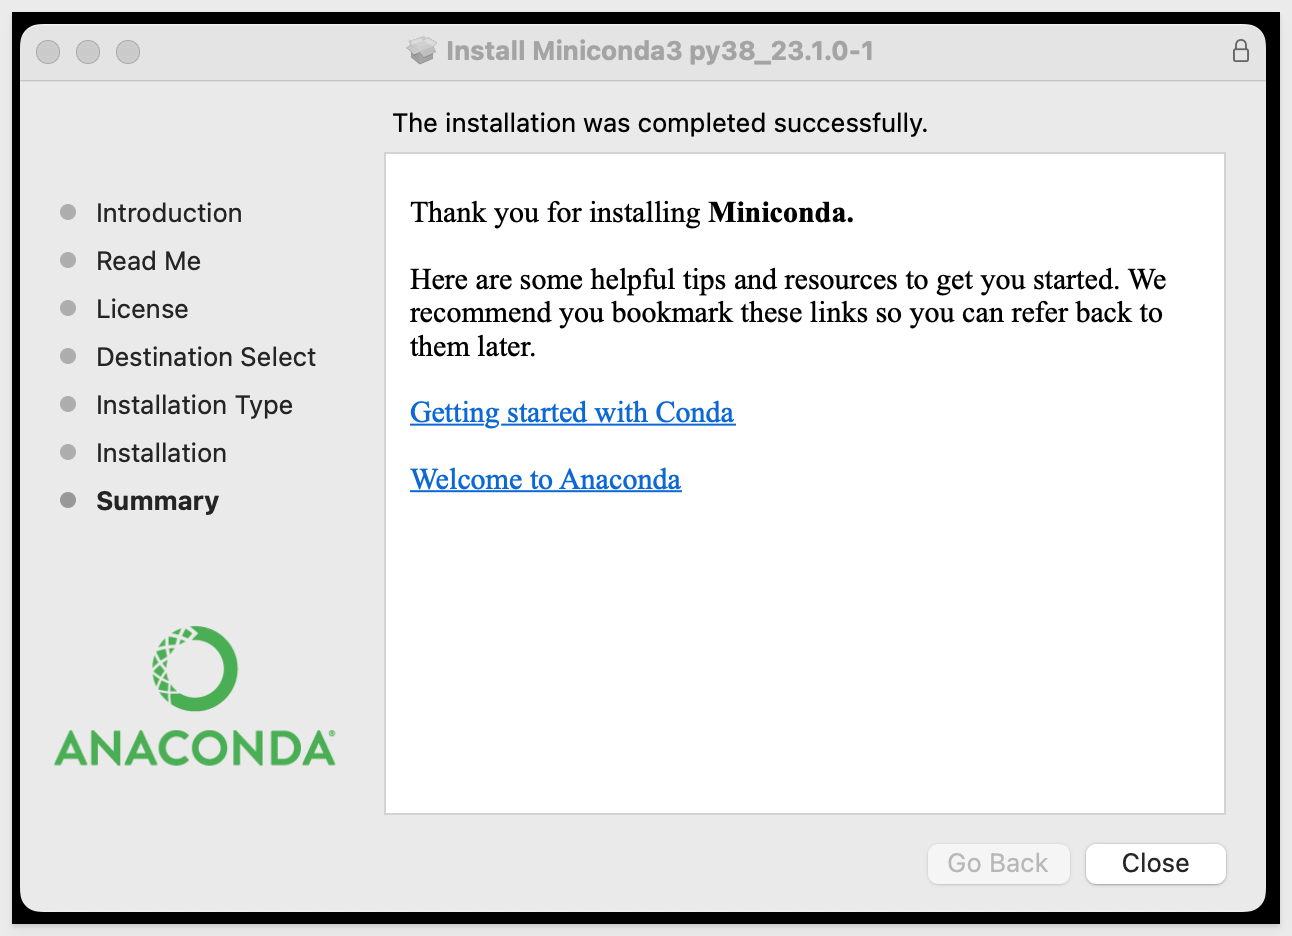 Install Miniconda3 py38_23.1.0-1
The installation was completed successfully.
Introduction
Read Me
License
Destination Select
Installation Type
Installation
Summary
ANACONDA®
Thank you for installing Miniconda.
Here are some helpful tips and resources to get you started. We
recommend you bookmark these links so you can refer back to
them later.
Getting started with Conda
Welcome to Anaconda
Go Back
Close